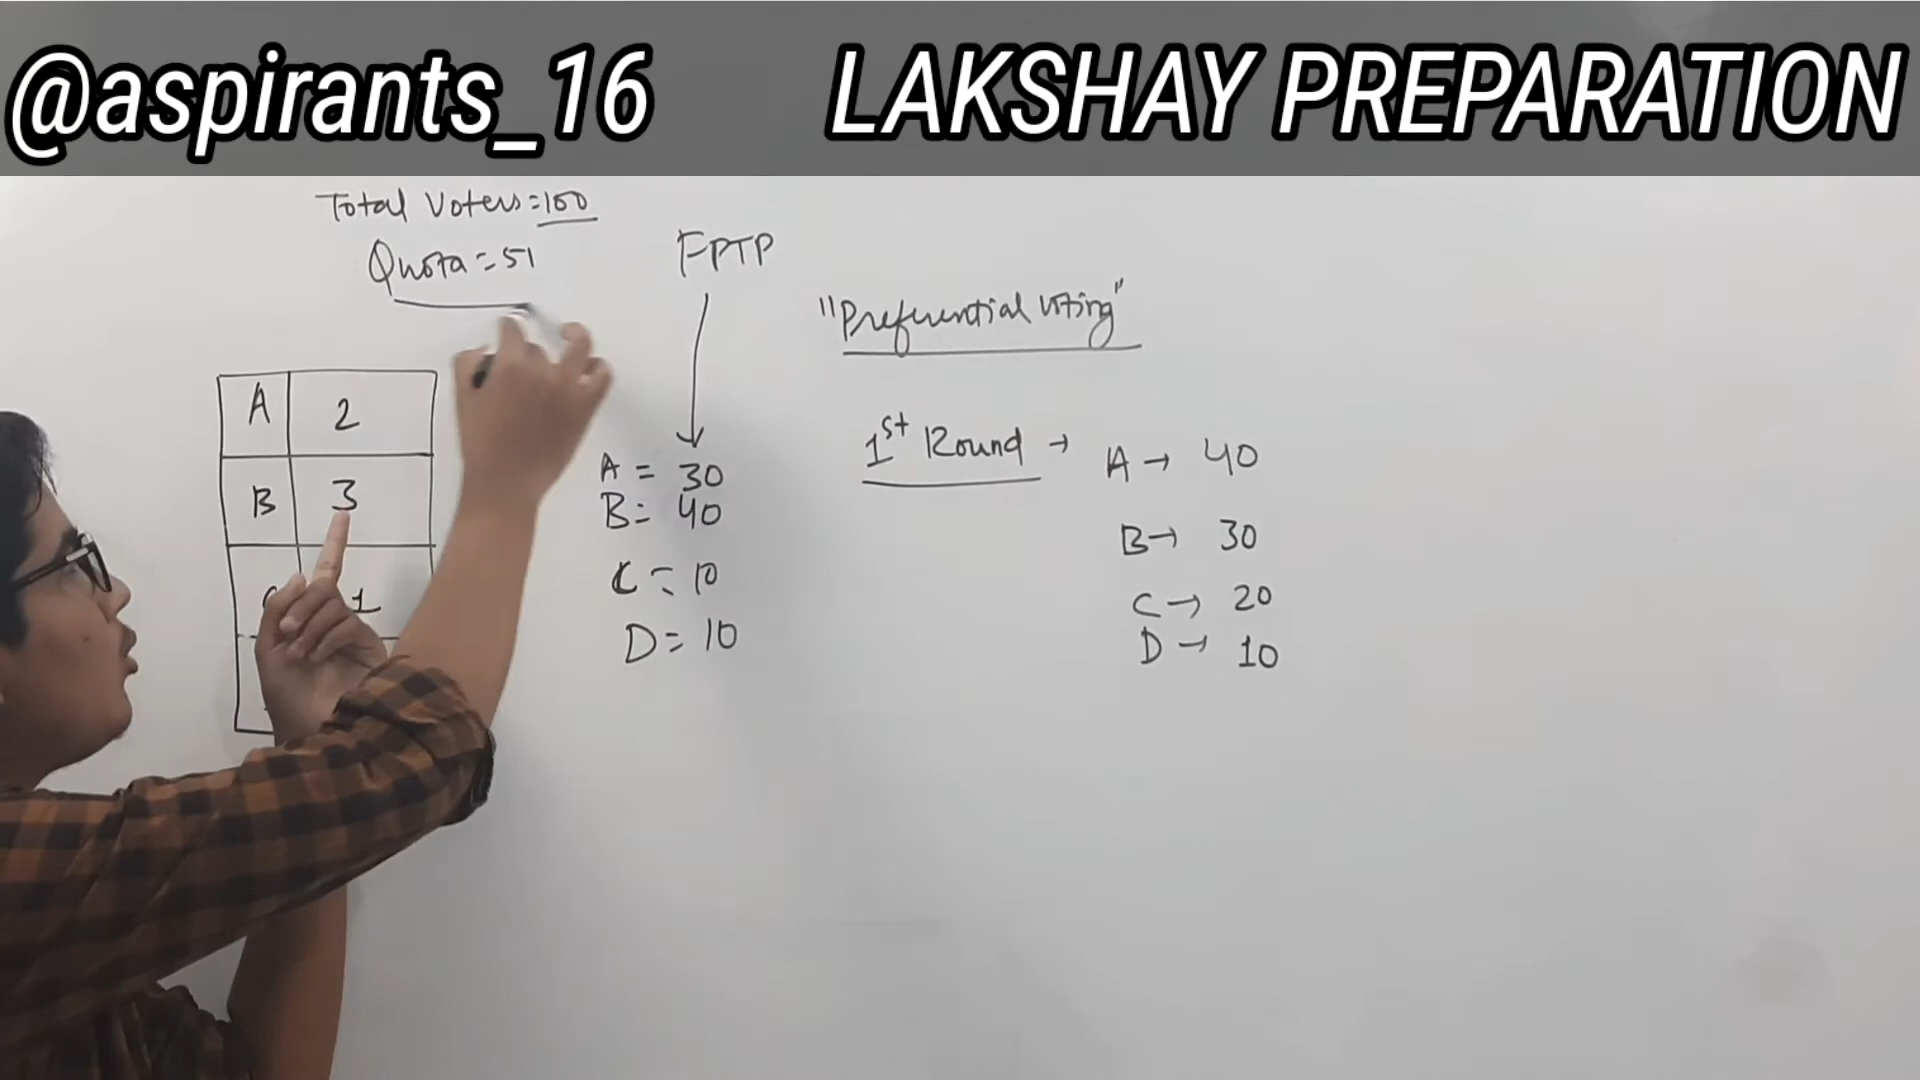 @aspirants_16 LAKSHAY PREPARATION
Total Voters = 100
Quota = 51
A 2
B 3
1
FPTP
A = 30
B = 40
C = 10
D = 10
"Preferential Voting"
1st Round → A → 40
B → 30
C → 20
D → 10